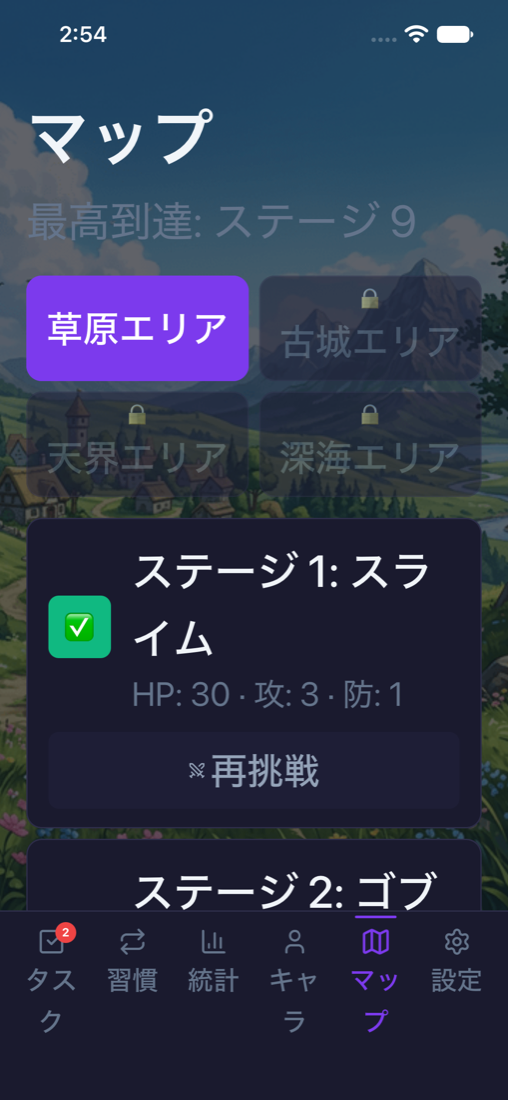 2:54
マップ
最高到達: ステージ 9
草原エリア
古城エリア
天界エリア
深海エリア
ステージ 1: スラ
イム
HP: 30 · 攻: 3 · 防: 1
再挑戦
ステージ 2: ゴブ
2
タス
ク
習慣
統計
キャ
ラ
マッ
プ
設定